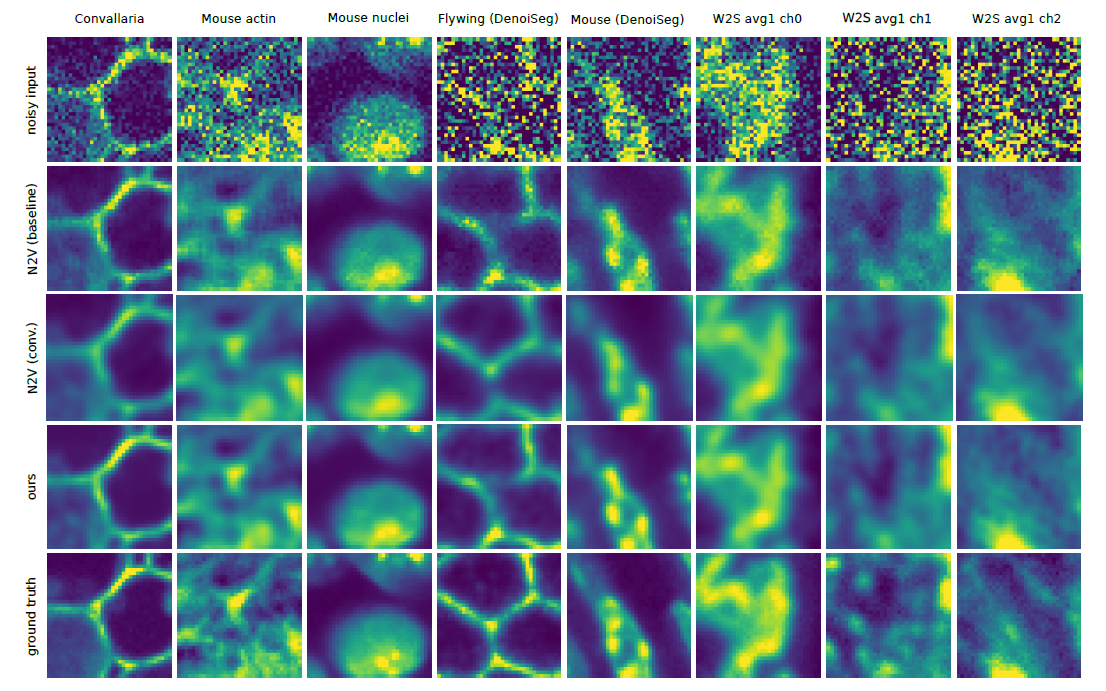 Convallaria Mouse actin Mouse nuclei Flywing (DenoiSeg) Mouse (DenoiSeg) W2S avg1 ch0 W2S avg1 ch1 W2S avg1 ch2
noisy input
N2V (baseline)
N2V (conv.)
ours
ground truth